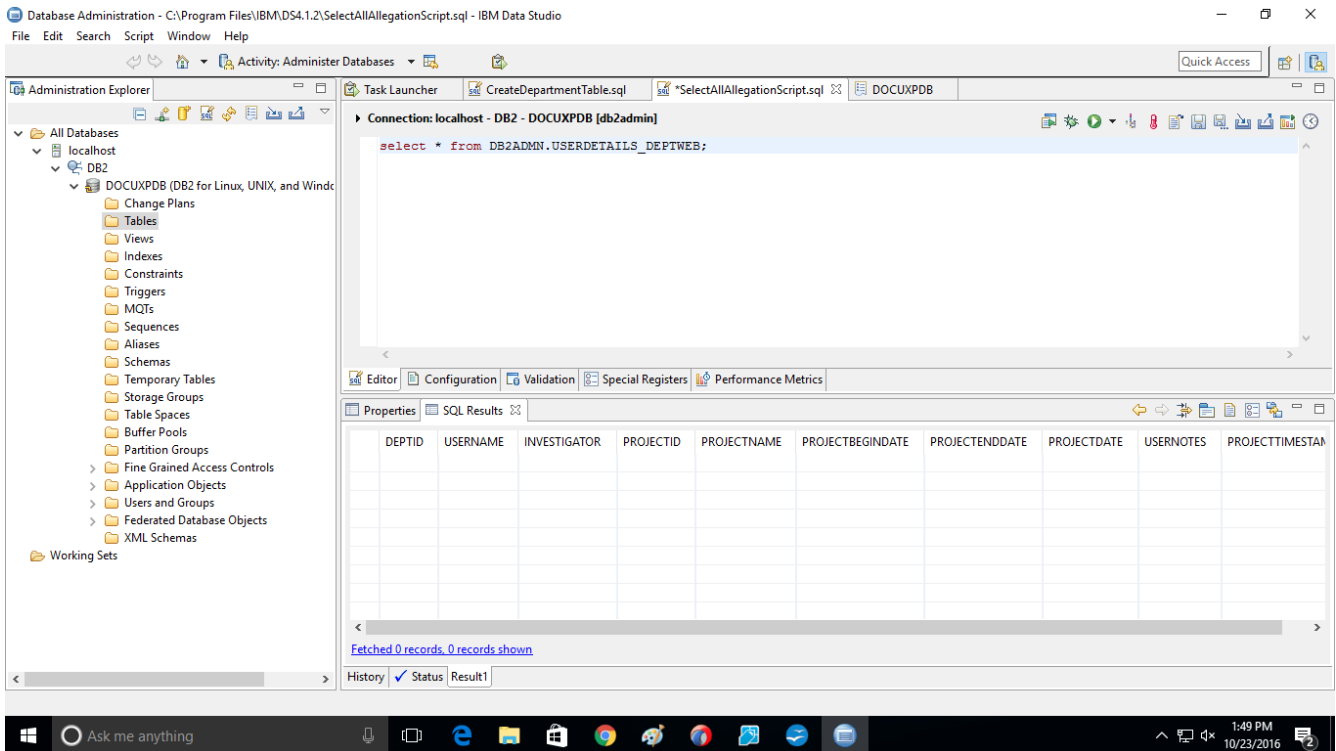 Database Administration - C:\Program Files\IBM\DS4.1.2\SelectAllAllegationScript.sql - IBM Data Studio
File Edit Search Script Window Help
Activity: Administer Databases
Quick Access
Administration Explorer
All Databases
localhost
DB2
DOCUXPDB (DB2 for Linux, UNIX, and Windo
Change Plans
Tables
Views
Indexes
Constraints
Triggers
MQTs
Sequences
Aliases
Schemas
Temporary Tables
Storage Groups
Table Spaces
Buffer Pools
Partition Groups
Fine Grained Access Controls
Application Objects
Users and Groups
Federated Database Objects
XML Schemas
Working Sets
Task Launcher CreateDepartmentTable.sql *SelectAllAllegationScript.sql DOCUXPDB
Connection: localhost - DB2 - DOCUXPDB [db2admin]
select * from DB2ADMN.USERDETAILS_DEPTWEB;
Editor Configuration Validation Special Registers Performance Metrics
Properties SQL Results
DEPTID USERNAME INVESTIGATOR PROJECTID PROJECTNAME PROJECTBEGINDATE PROJECTENDDATE PROJECTDATE USERNOTES PROJECTTIMESTAM
Fetched 0 records, 0 records shown
History Status Result1
Ask me anything
1:49 PM
10/23/2016
2